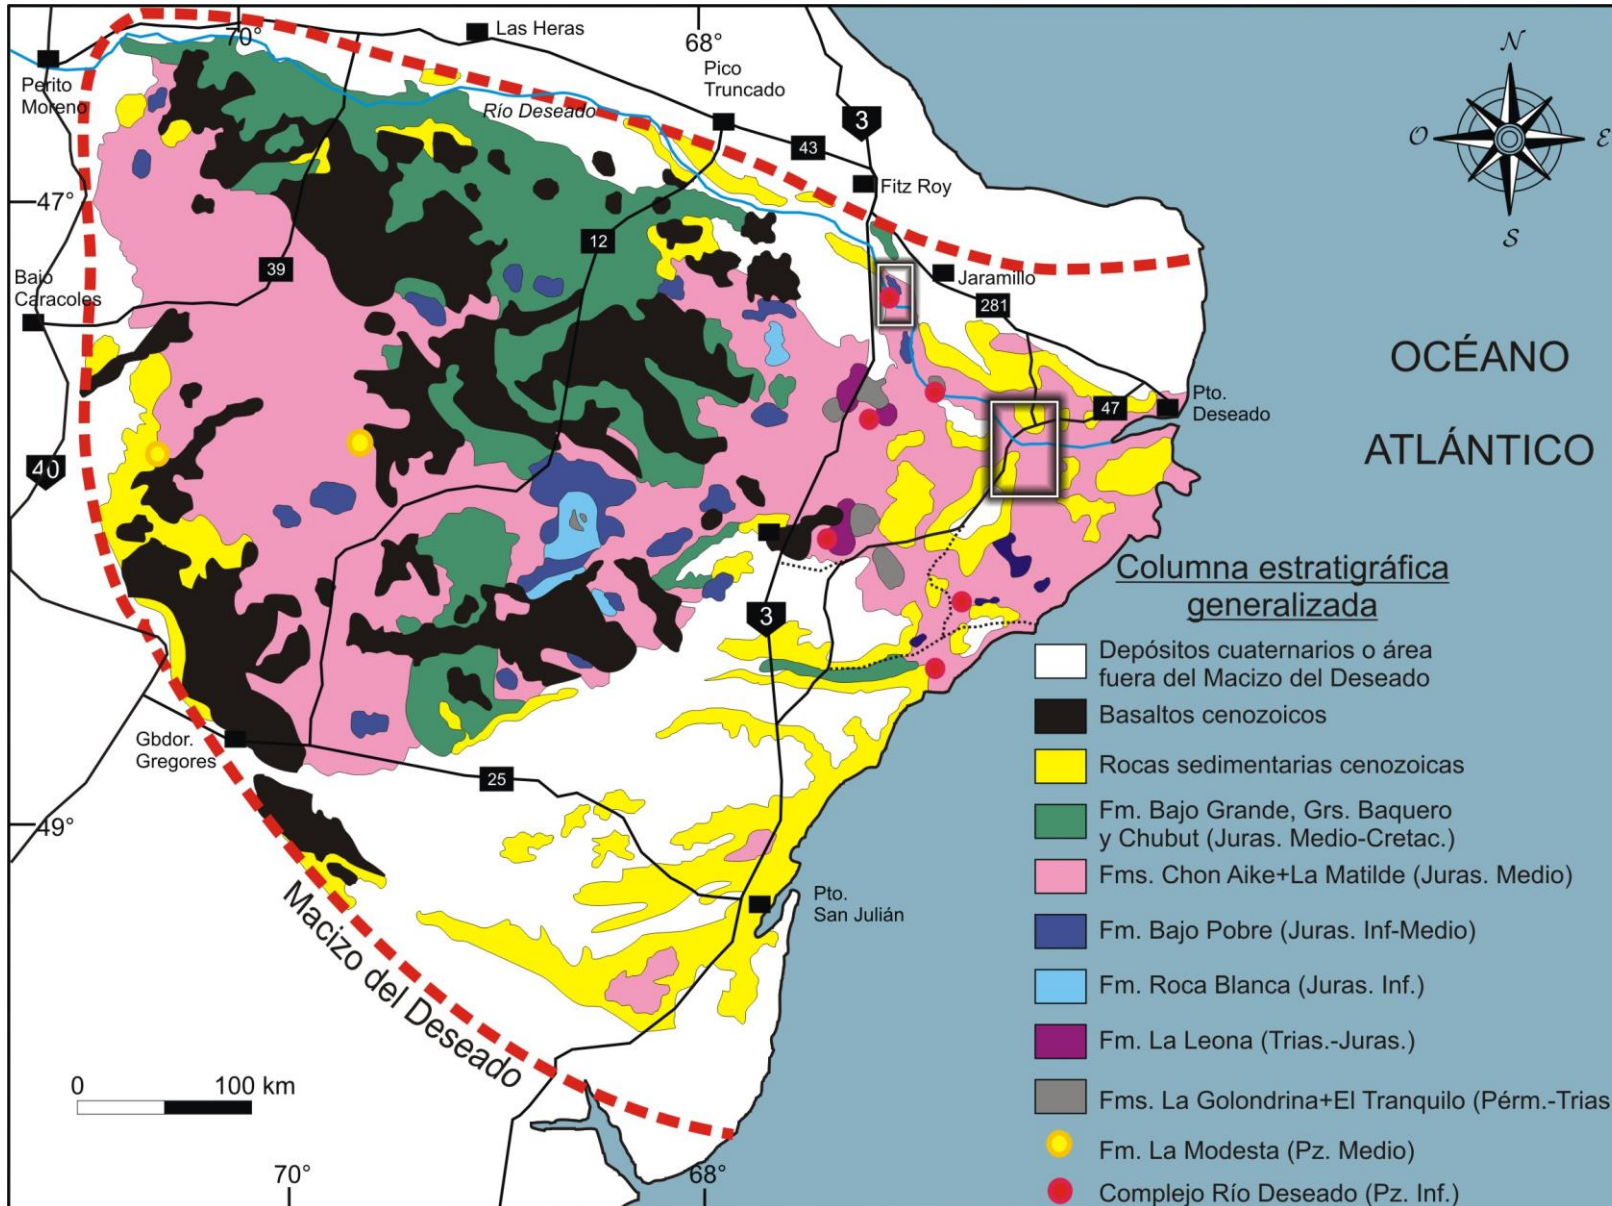 70°
Las Heras
68°
N
Perito
Moreno
Pico
Truncado
Río Deseado
3
43
O
E
Fitz Roy
47°
S
12
39
Bajo
Caracoles
Jaramillo
281
OCÉANO
ATLÁNTICO
47
Pto.
Deseado
40
3
Columna estratigráfica
generalizada
Depósitos cuaternarios o área
fuera del Macizo del Deseado
Basaltos cenozoicos
Rocas sedimentarias cenozoicas
Fm. Bajo Grande, Grs. Baquero
y Chubut (Juras. Medio-Cretac.)
Fms. Chon Aike+La Matilde (Juras. Medio)
Fm. Bajo Pobre (Juras. Inf-Medio)
Fm. Roca Blanca (Juras. Inf.)
Fm. La Leona (Trias.-Juras.)
Fms. La Golondrina+El Tranquilo (Pérm.-Trias
Fm. La Modesta (Pz. Medio)
Complejo Río Deseado (Pz. Inf.)
Gbdor.
Gregores
25
49°
Pto.
San Julián
Macizo del Deseado
0 100 km
70°
68°